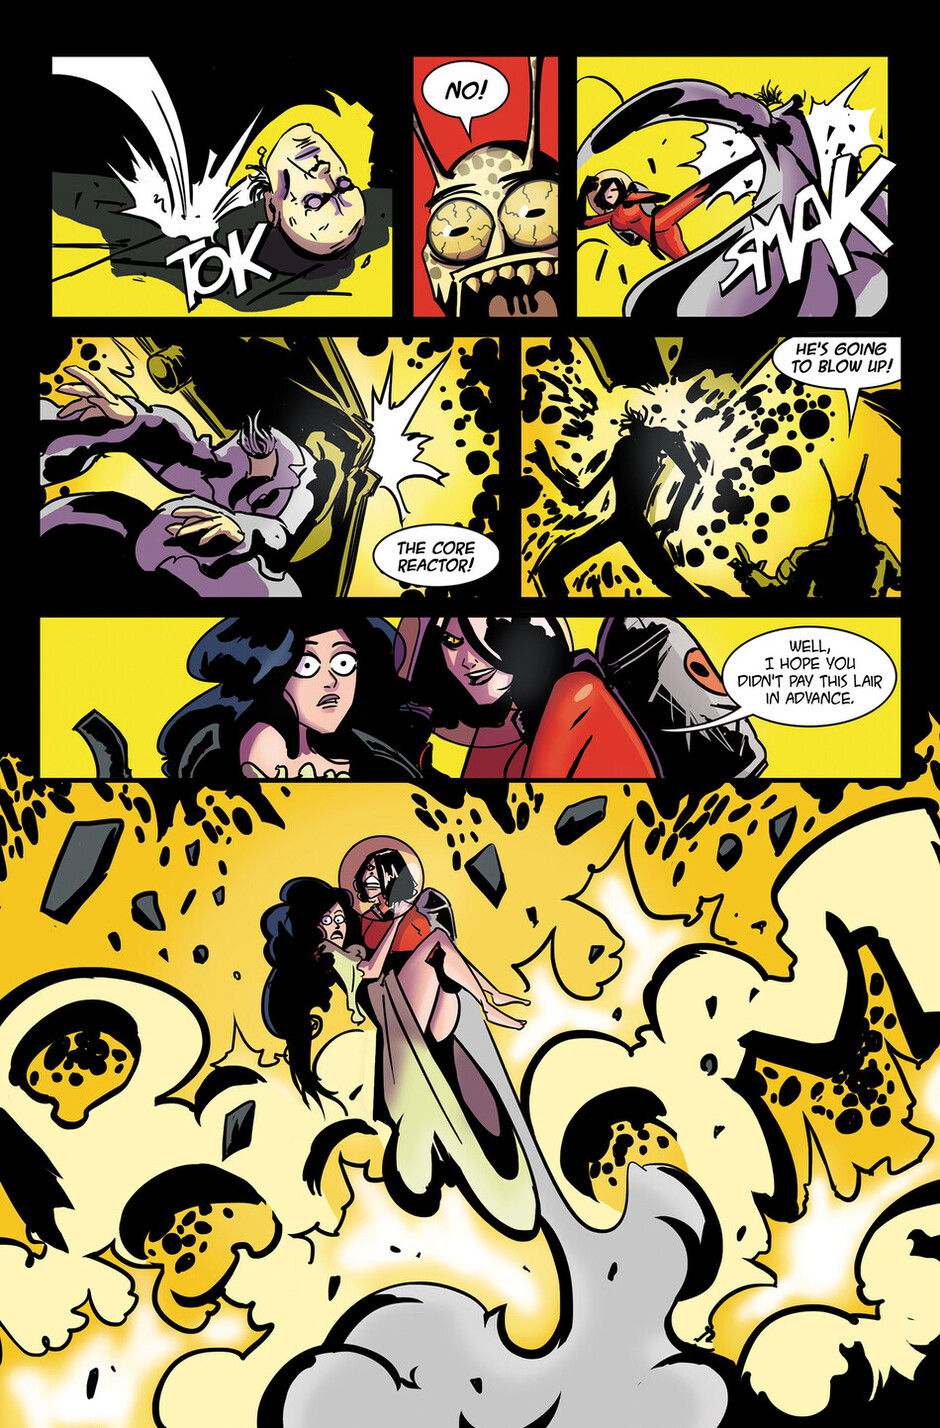 TOK
NO!
SMAK
THE CORE
REACTOR!
HE'S GOING
TO BLOW UP!
WELL,
I HOPE YOU
DIDN'T PAY THIS LAIR
IN ADVANCE.
BOOM